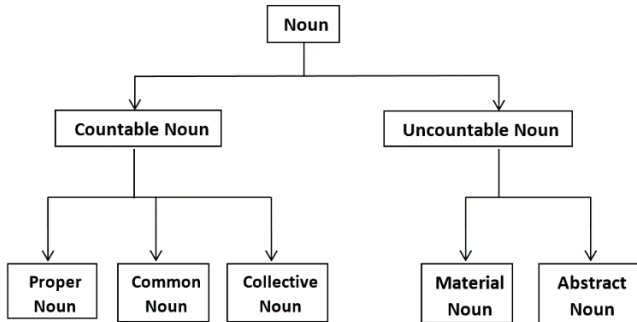 Noun
Countable Noun
Uncountable Noun
Proper
Noun
Common
Noun
Collective
Noun
Material
Noun
Abstract
Noun